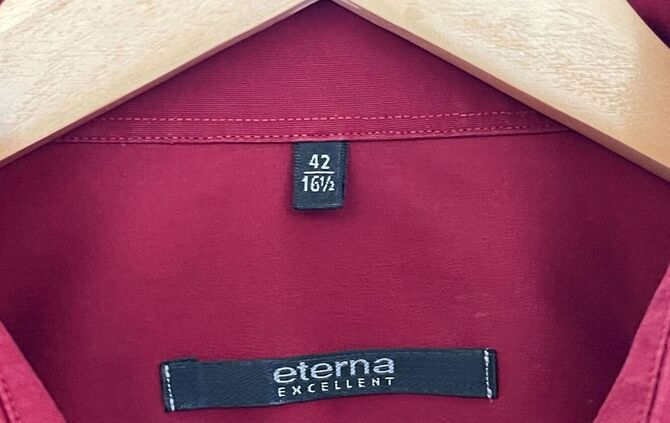 42
16½
eterna
EXCELLENT